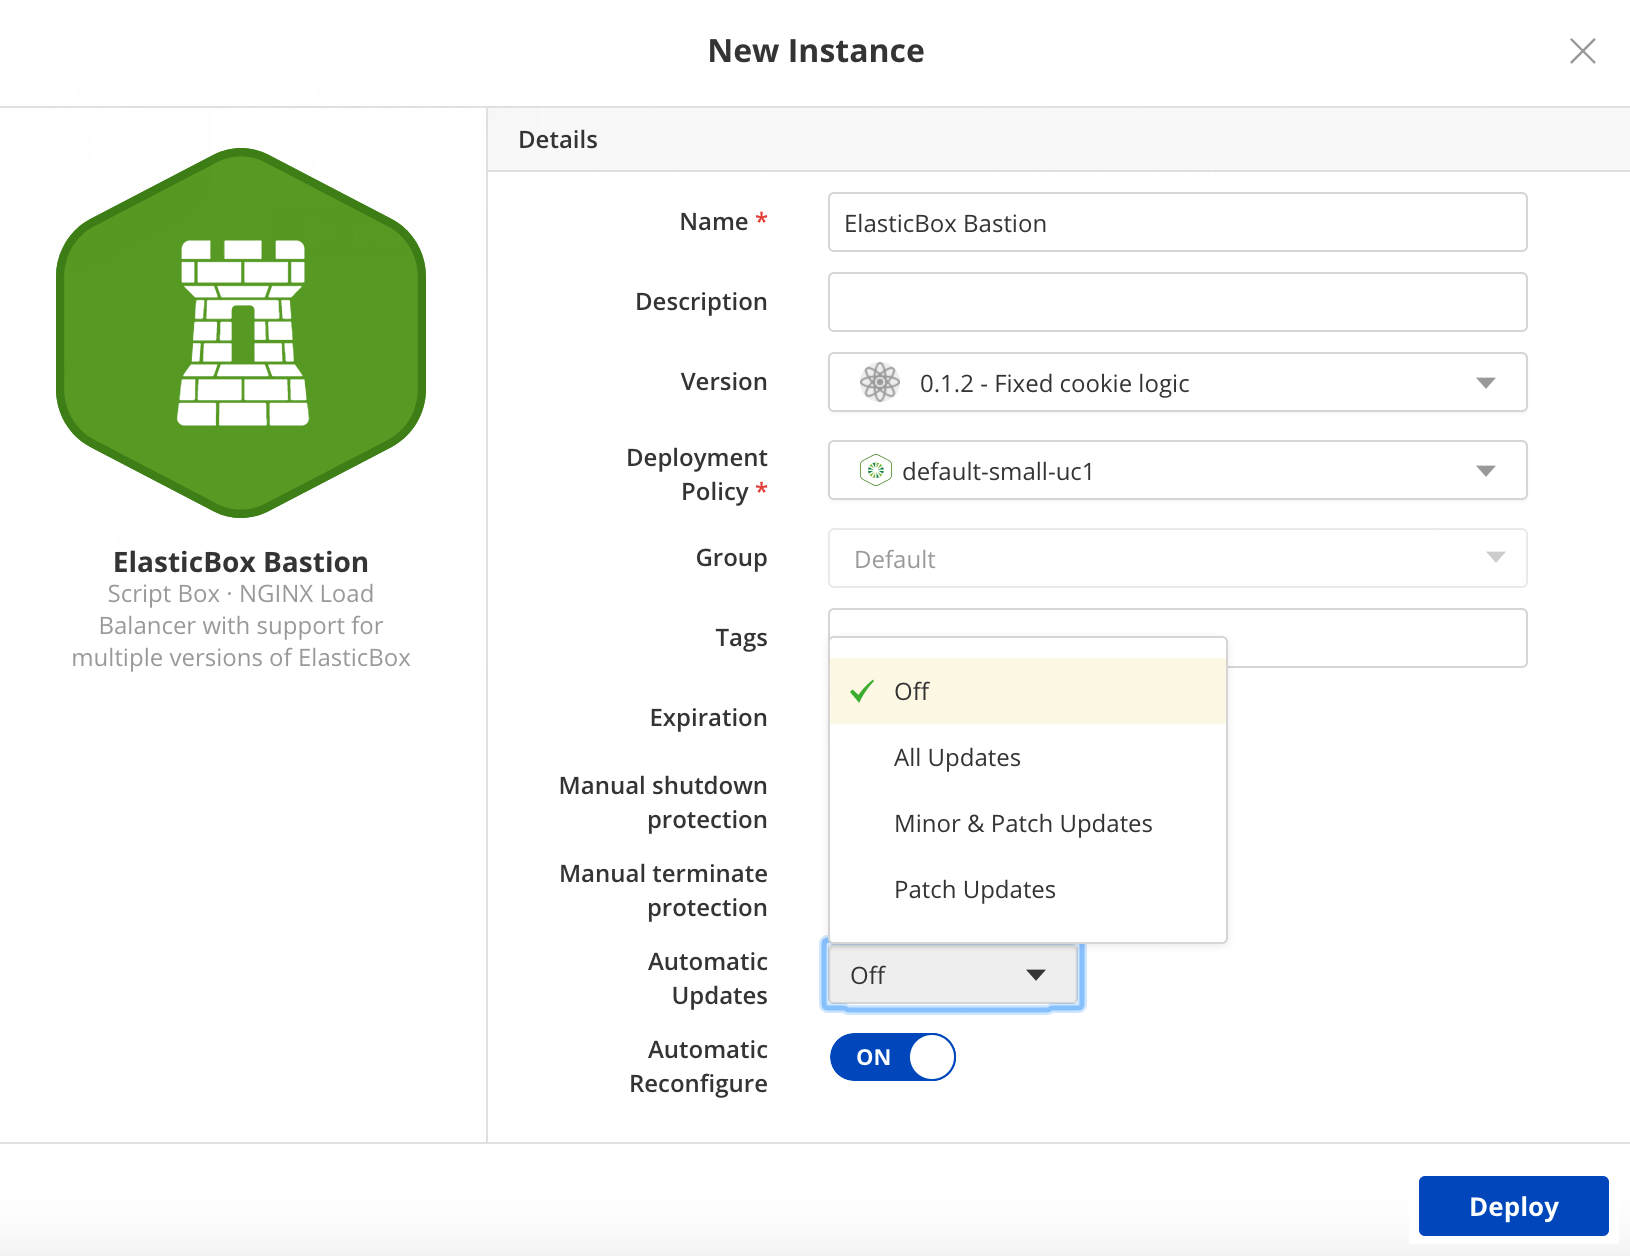 New Instance
Details
ElasticBox Bastion
Script Box · NGINX Load
Balancer with support for
multiple versions of ElasticBox
Name *
ElasticBox Bastion
Description
Version
0.1.2 - Fixed cookie logic
Deployment
Policy *
default-small-uc1
Group
Default
Tags
Expiration
Manual shutdown
protection
Manual terminate
protection
Off
All Updates
Minor & Patch Updates
Patch Updates
Automatic
Updates
Off
Automatic
Reconfigure
ON
Deploy